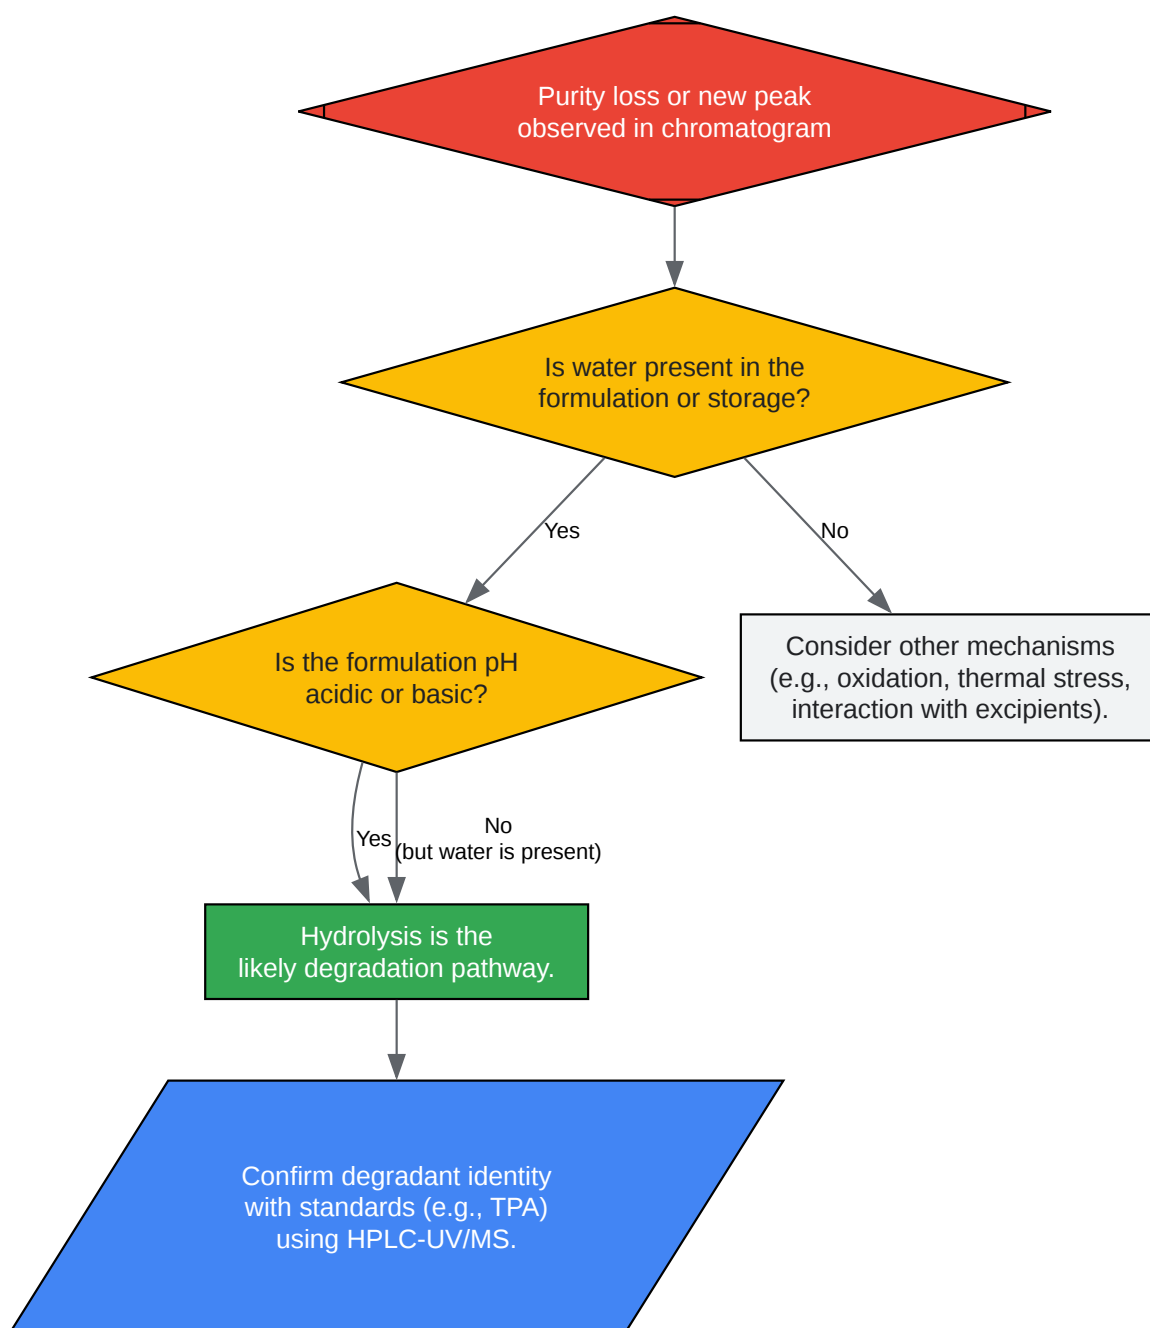 Purity loss or new peak
observed in chromatogram
Is water present in the
formulation or storage?
Yes
No
Is the formulation pH
acidic or basic?
Consider other mechanisms
(e.g., oxidation, thermal stress,
interaction with excipients).
Yes
No
(but water is present)
Hydrolysis is the
likely degradation pathway.
Confirm degradant identity
with standards (e.g., TPA)
using HPLC-UV/MS.